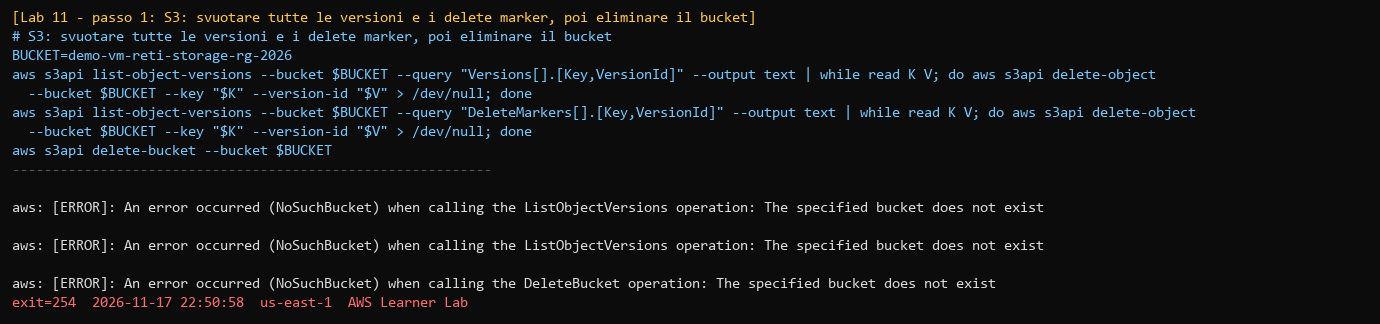 [Lab 11 - passo 1: S3: svuotare tutte le versioni e i delete marker, poi eliminare il bucket]
# S3: svuotare tutte le versioni e i delete marker, poi eliminare il bucket
BUCKET=demo-vm-reti-storage-rg-2026
aws s3api list-object-versions --bucket $BUCKET --query "Versions[].[Key,VersionId]" --output text | while read K V; do aws s3api delete-object
  --bucket $BUCKET --key "$K" --version-id "$V" > /dev/null; done
aws s3api list-object-versions --bucket $BUCKET --query "DeleteMarkers[].[Key,VersionId]" --output text | while read K V; do aws s3api delete-object
  --bucket $BUCKET --key "$K" --version-id "$V" > /dev/null; done
aws s3api delete-bucket --bucket $BUCKET
------------------------------------------------------------
aws: [ERROR]: An error occurred (NoSuchBucket) when calling the ListObjectVersions operation: The specified bucket does not exist
aws: [ERROR]: An error occurred (NoSuchBucket) when calling the ListObjectVersions operation: The specified bucket does not exist
aws: [ERROR]: An error occurred (NoSuchBucket) when calling the DeleteBucket operation: The specified bucket does not exist
exit=254  2026-11-17 22:50:58  us-east-1  AWS Learner Lab